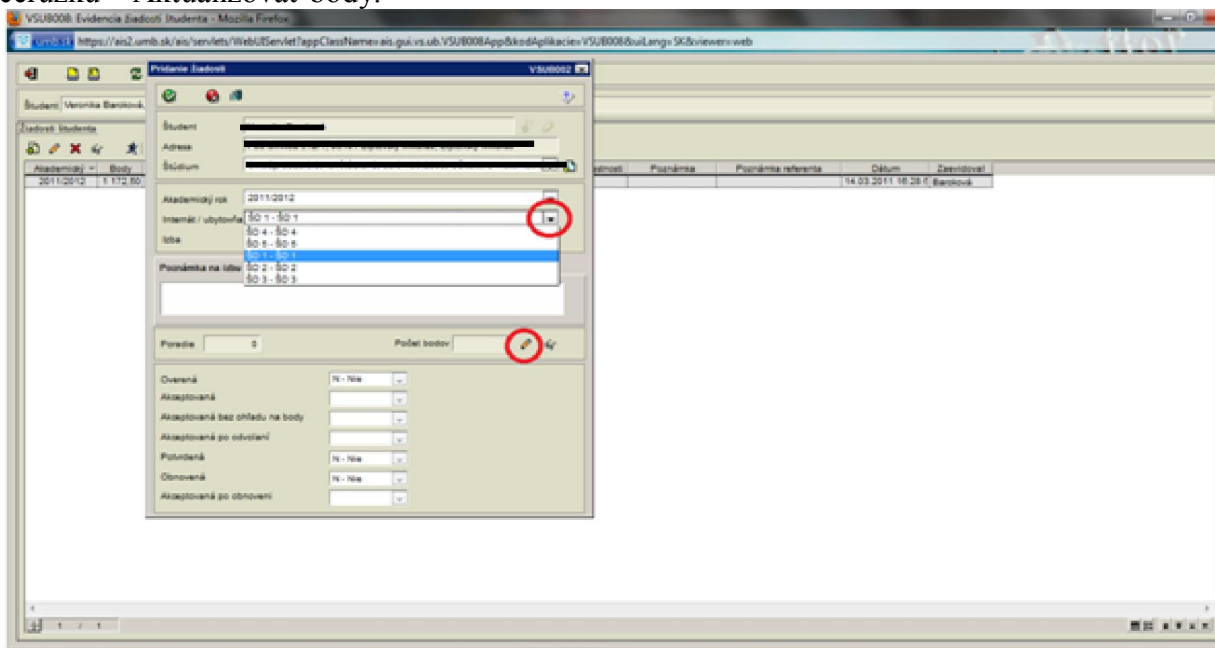 ceruzku – Aktualizovať body.
VSUB008: Evidencia žiadostí študenta - Mozilla Firefox
umb.sk https://ais2.umb.sk/ais/servlets/WebUIServlet?appClassName=ais.gui.vs.ub.VSUB008App&kodAplikacie=VSUB008&uiLang=SK&viewer=web
Pridanie žiadosti VSUB002
Študent Veronika Baroková,
Žiadosti študenta
Akademický Body Poznámka Poznámka referenta Dátum Zaevidoval
2011/2012 1 172,50 14.03.2011 16:28 Baroková
Študent
Adresa
Štúdium
Akademický rok 2011/2012
Internát / ubytovňa ŠD 1 - ŠD 1
ŠD 4 - ŠD 4
Izba ŠD 5 - ŠD 5
ŠD 1 - ŠD 1
Poznámka na izbu ŠD 2 - ŠD 2
ŠD 3 - ŠD 3
Poradie 0 Počet bodov
Overená N - Nie
Akceptovaná
Akceptovaná bez ohľadu na body
Akceptovaná po odvolaní
Potvrdená N - Nie
Obnovená N - Nie
Akceptovaná po obnovení
1 / 1